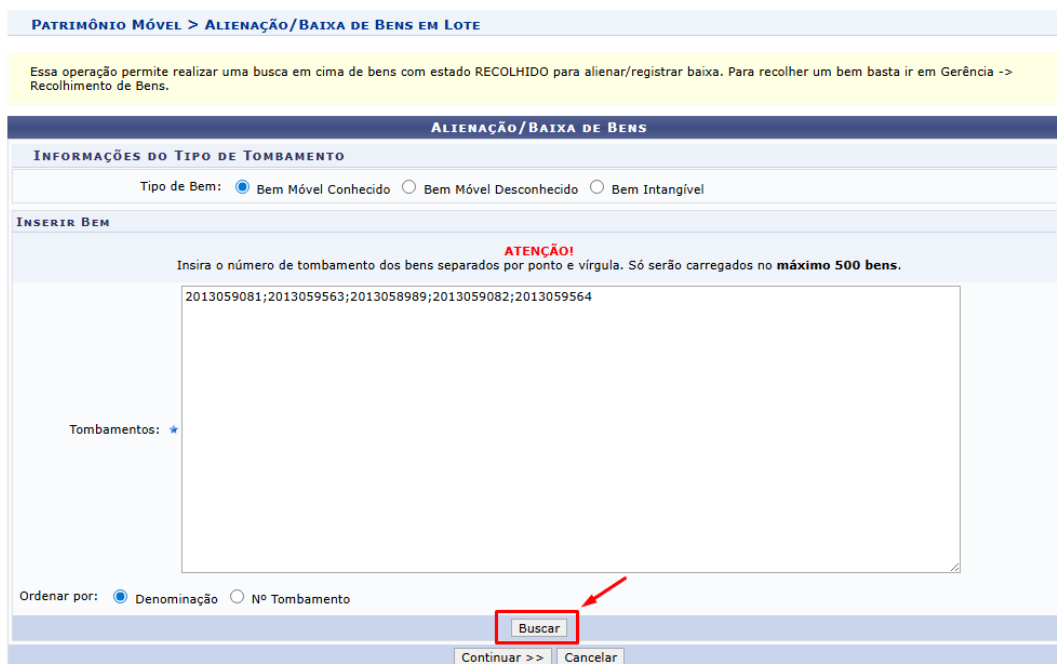 Patrimônio Móvel > Alienação/Baixa de Bens em Lote
Essa operação permite realizar uma busca em cima de bens com estado RECOLHIDO para alienar/registrar baixa. Para recolher um bem basta ir em Gerência ->
Recolhimento de Bens.
Alienação/Baixa de Bens
Informações do Tipo de Tombamento
Tipo de Bem: Bem Móvel Conhecido Bem Móvel Desconhecido Bem Intangível
Inserir Bem
ATENÇÃO!
Insira o número de tombamento dos bens separados por ponto e vírgula. Só serão carregados no máximo 500 bens.
2013059081;2013059563;2013058989;2013059082;2013059564
Tombamentos:
Ordenar por: Denominação Nº Tombamento
Buscar
Continuar >> Cancelar